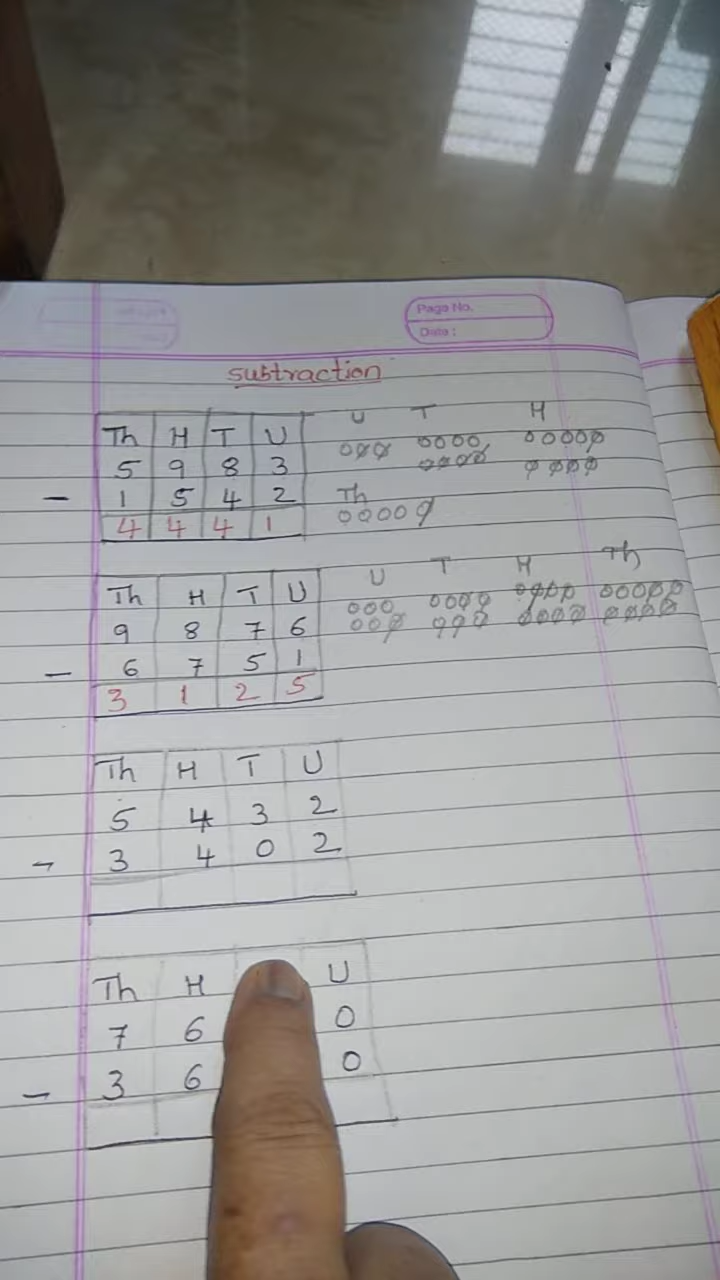 Page No.
Date :
subtraction
Th H T U
5 9 8 3
- 1 5 4 2
4 4 4 1
U T H
Th
Th H T U
9 8 7 6
- 6 7 5 1
3 1 2 5
U T H Th
Th H T U
5 4 3 2
- 3 4 0 2
Th H U
7 6 0
- 3 6 0